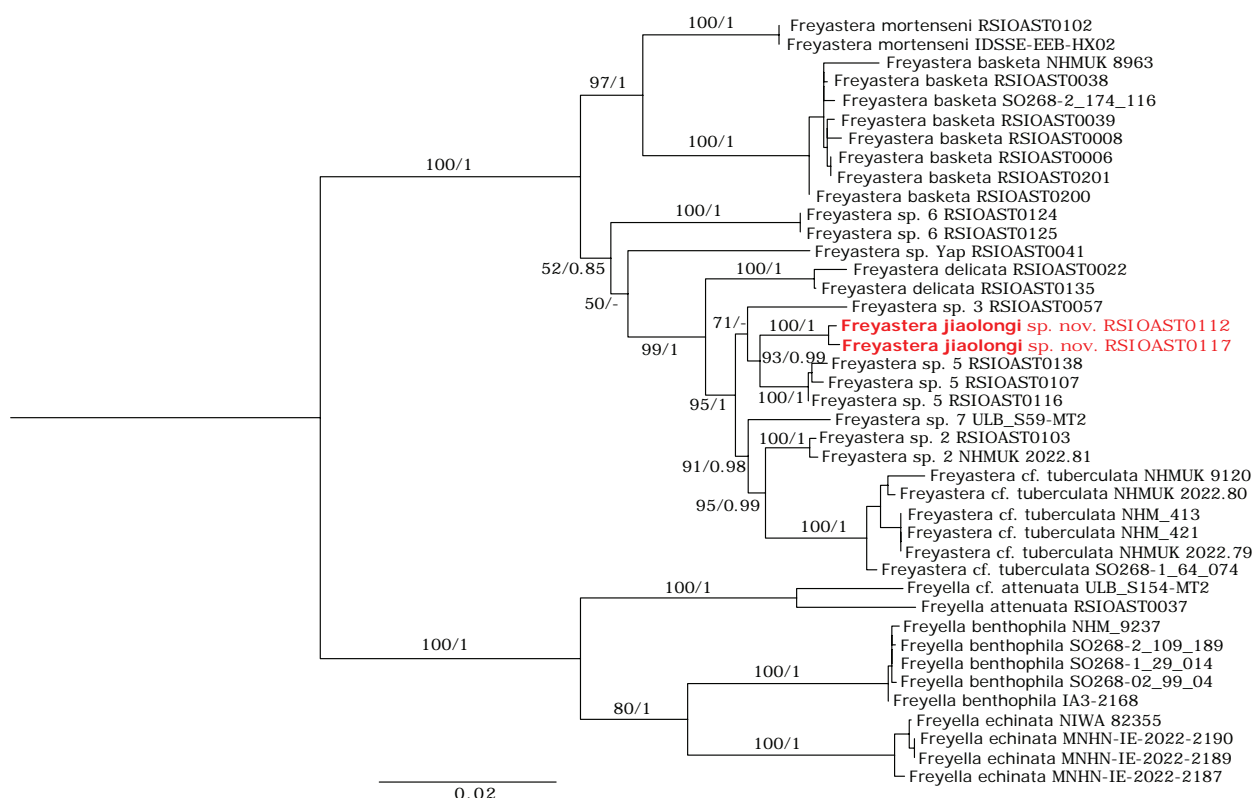 100/1
Freyastera mortenseni RSIOAST0102
Freyastera mortenseni IDSSE-EEB-HX02
Freyastera basketa NHMUK 8963
97/1
Freyastera basketa RSIOAST0038
Freyastera basketa SO268-2_174_116
Freyastera basketa RSIOAST0039
Freyastera basketa RSIOAST0008
100/1
Freyastera basketa RSIOAST0006
100/1
Freyastera basketa RSIOAST0201
Freyastera basketa RSIOAST0200
100/1
Freyastera sp. 6 RSIOAST0124
Freyastera sp. 6 RSIOAST0125
Freyastera sp. Yap RSIOAST0041
52/0.85
100/1
Freyastera delicata RSIOAST0022
Freyastera delicata RSIOAST0135
50/-
Freyastera sp. 3 RSIOAST0057
71/-
100/1
Freyastera jiaolongi sp. nov. RSIOAST0112
99/1
Freyastera jiaolongi sp. nov. RSIOAST0117
93/0.99
Freyastera sp. 5 RSIOAST0138
Freyastera sp. 5 RSIOAST0107
95/1
100/1
Freyastera sp. 5 RSIOAST0116
Freyastera sp. 7 ULB_S59-MT2
100/1
Freyastera sp. 2 RSIOAST0103
Freyastera sp. 2 NHMUK 2022.81
91/0.98
Freyastera cf. tuberculata NHMUK 9120
Freyastera cf. tuberculata NHMUK 2022.80
95/0.99
Freyastera cf. tuberculata NHM_413
100/1
Freyastera cf. tuberculata NHM_421
Freyastera cf. tuberculata NHMUK 2022.79
Freyastera cf. tuberculata SO268-1_64_074
100/1
Freyella cf. attenuata ULB_S154-MT2
Freyella attenuata RSIOAST0037
Freyella benthophila NHM_9237
100/1
Freyella benthophila SO268-2_109_189
Freyella benthophila SO268-1_29_014
100/1
Freyella benthophila SO268-02_99_04
Freyella benthophila IA3-2168
80/1
Freyella echinata NIWA 82355
Freyella echinata MNHN-IE-2022-2190
100/1
Freyella echinata MNHN-IE-2022-2189
Freyella echinata MNHN-IE-2022-2187
0.02